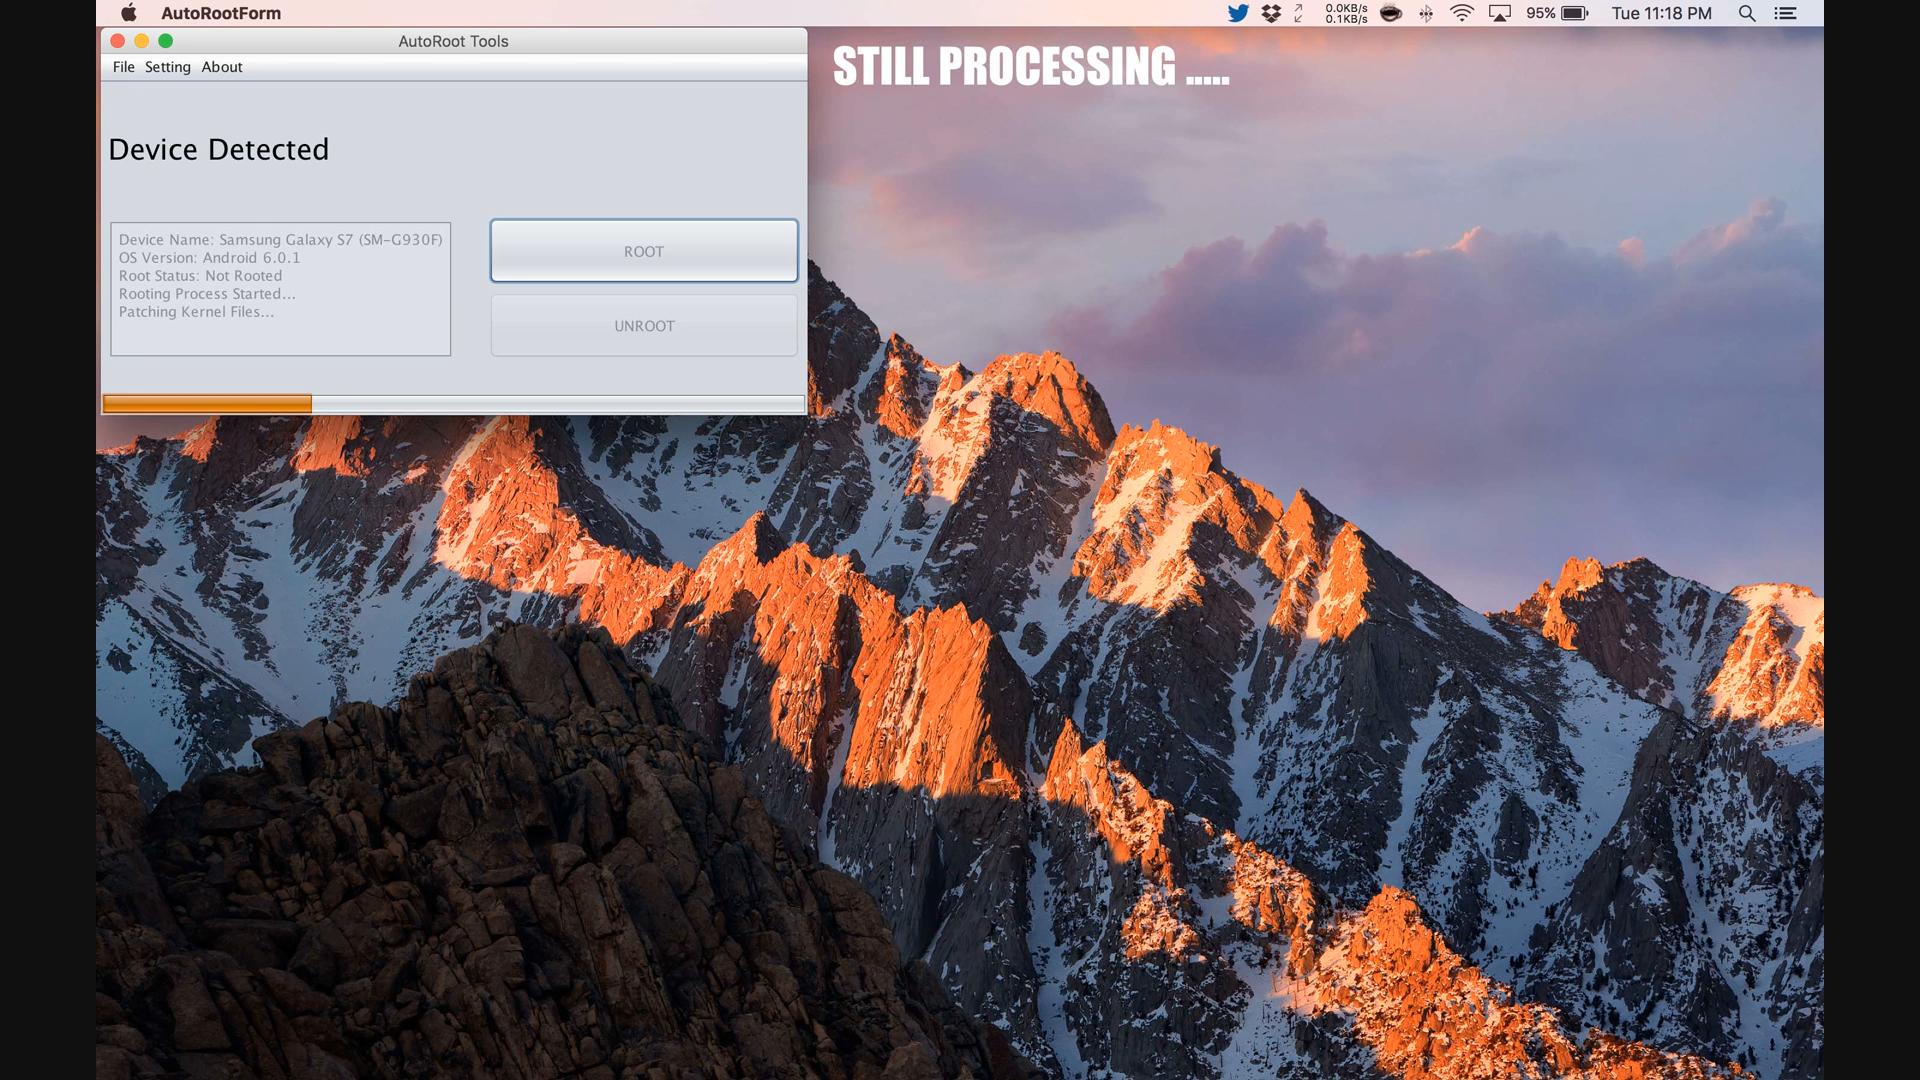 AutoRootForm
0.0KB/s
0.1KB/s
95%
Tue 11:18 PM
AutoRoot Tools
File Setting About
STILL PROCESSING .....
Device Detected
Device Name: Samsung Galaxy S7 (SM-G930F)
OS Version: Android 6.0.1
Root Status: Not Rooted
Rooting Process Started...
Patching Kernel Files...
ROOT
UNROOT